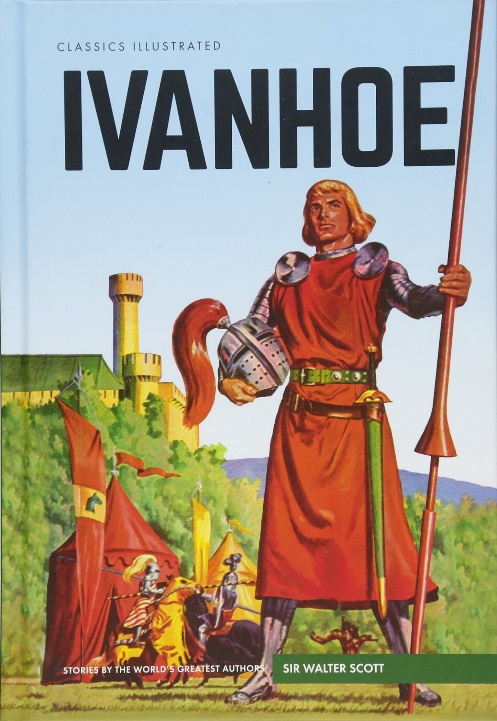 CLASSICS ILLUSTRATED
IVANHOE
STORIES BY THE WORLD'S GREATEST AUTHORS
SIR WALTER SCOTT